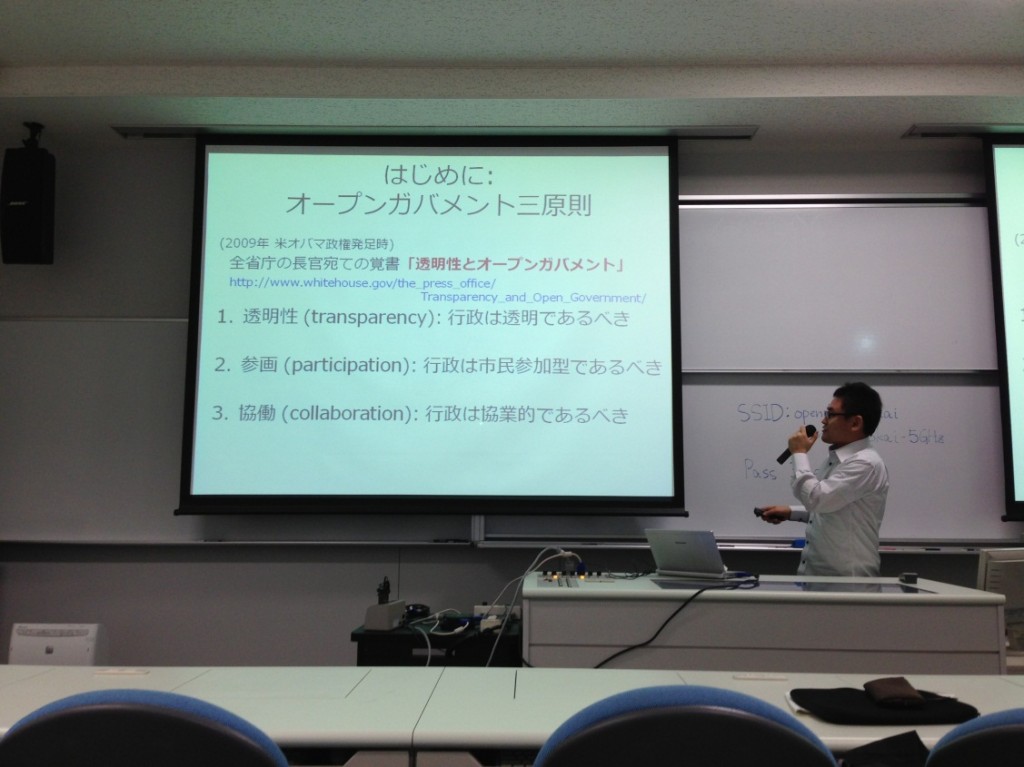 はじめに:
オープンガバメント三原則
(2009年 米オバマ政権発足時)
全省庁の長官宛ての覚書「透明性とオープンガバメント」
http://www.whitehouse.gov/the_press_office/
Transparency_and_Open_Government/
1. 透明性 (transparency): 行政は透明であるべき
2. 参画 (participation): 行政は市民参加型であるべき
3. 協働 (collaboration): 行政は協業的であるべき
SSID:
-5GHz
Pass
BOSE